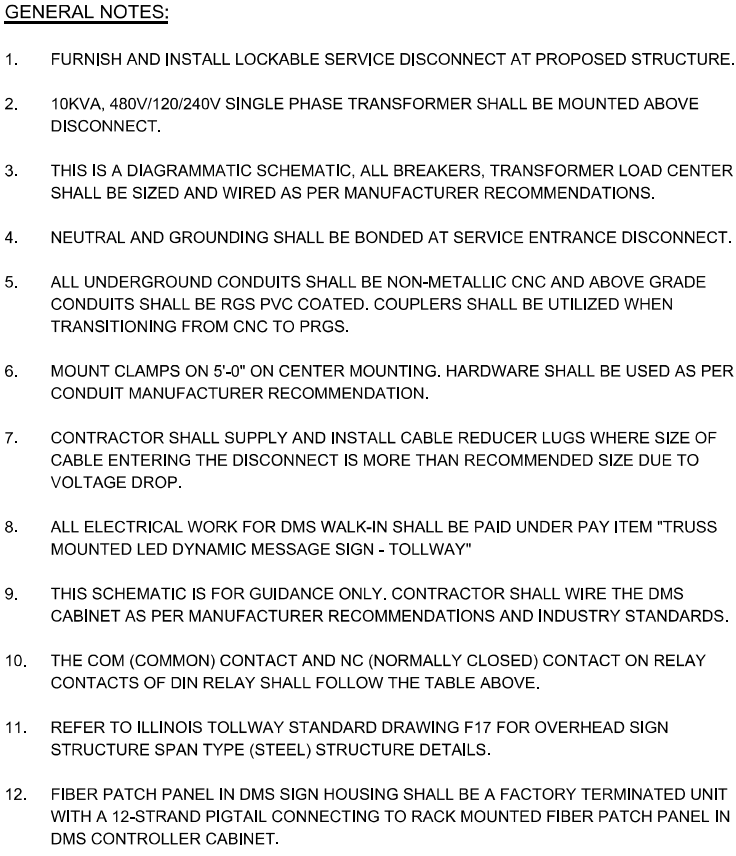 GENERAL NOTES:
1. FURNISH AND INSTALL LOCKABLE SERVICE DISCONNECT AT PROPOSED STRUCTURE.
2. 10KVA, 480V/120/240V SINGLE PHASE TRANSFORMER SHALL BE MOUNTED ABOVE
DISCONNECT.
3. THIS IS A DIAGRAMMATIC SCHEMATIC, ALL BREAKERS, TRANSFORMER LOAD CENTER
SHALL BE SIZED AND WIRED AS PER MANUFACTURER RECOMMENDATIONS.
4. NEUTRAL AND GROUNDING SHALL BE BONDED AT SERVICE ENTRANCE DISCONNECT.
5. ALL UNDERGROUND CONDUITS SHALL BE NON-METALLIC CNC AND ABOVE GRADE
CONDUITS SHALL BE RGS PVC COATED. COUPLERS SHALL BE UTILIZED WHEN
TRANSITIONING FROM CNC TO PRGS.
6. MOUNT CLAMPS ON 5'-0" ON CENTER MOUNTING. HARDWARE SHALL BE USED AS PER
CONDUIT MANUFACTURER RECOMMENDATION.
7. CONTRACTOR SHALL SUPPLY AND INSTALL CABLE REDUCER LUGS WHERE SIZE OF
CABLE ENTERING THE DISCONNECT IS MORE THAN RECOMMENDED SIZE DUE TO
VOLTAGE DROP.
8. ALL ELECTRICAL WORK FOR DMS WALK-IN SHALL BE PAID UNDER PAY ITEM "TRUSS
MOUNTED LED DYNAMIC MESSAGE SIGN - TOLLWAY"
9. THIS SCHEMATIC IS FOR GUIDANCE ONLY. CONTRACTOR SHALL WIRE THE DMS
CABINET AS PER MANUFACTURER RECOMMENDATIONS AND INDUSTRY STANDARDS.
10. THE COM (COMMON) CONTACT AND NC (NORMALLY CLOSED) CONTACT ON RELAY
CONTACTS OF DIN RELAY SHALL FOLLOW THE TABLE ABOVE.
11. REFER TO ILLINOIS TOLLWAY STANDARD DRAWING F17 FOR OVERHEAD SIGN
STRUCTURE SPAN TYPE (STEEL) STRUCTURE DETAILS.
12. FIBER PATCH PANEL IN DMS SIGN HOUSING SHALL BE A FACTORY TERMINATED UNIT
WITH A 12-STRAND PIGTAIL CONNECTING TO RACK MOUNTED FIBER PATCH PANEL IN
DMS CONTROLLER CABINET.